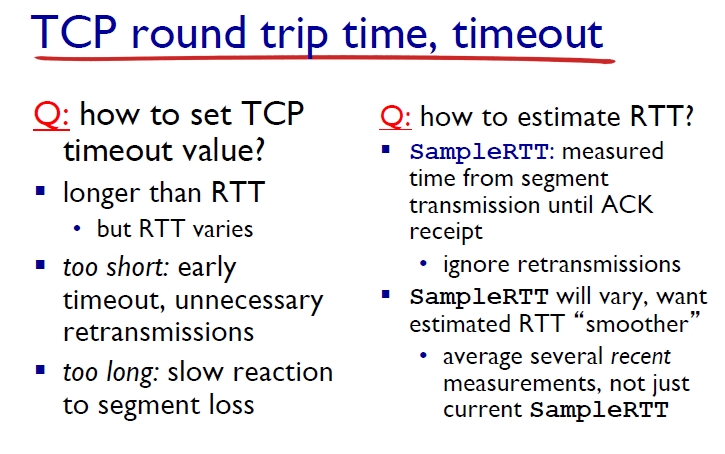 TCP round trip time, timeout
Q: how to set TCP
timeout value?
▪ longer than RTT
• but RTT varies
▪ too short: early
timeout, unnecessary
retransmissions
▪ too long: slow reaction
to segment loss
Q: how to estimate RTT?
▪ SampleRTT: measured
time from segment
transmission until ACK
receipt
• ignore retransmissions
▪ SampleRTT will vary, want
estimated RTT “smoother”
• average several recent
measurements, not just
current SampleRTT